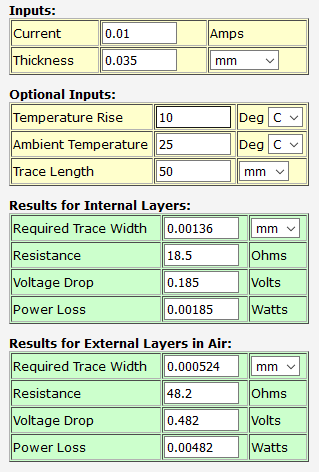 Inputs:
Current 0.01 Amps
Thickness 0.035 mm
Optional Inputs:
Temperature Rise 10 Deg C
Ambient Temperature 25 Deg C
Trace Length 50 mm
Results for Internal Layers:
Required Trace Width 0.00136 mm
Resistance 18.5 Ohms
Voltage Drop 0.185 Volts
Power Loss 0.00185 Watts
Results for External Layers in Air:
Required Trace Width 0.000524 mm
Resistance 48.2 Ohms
Voltage Drop 0.482 Volts
Power Loss 0.00482 Watts